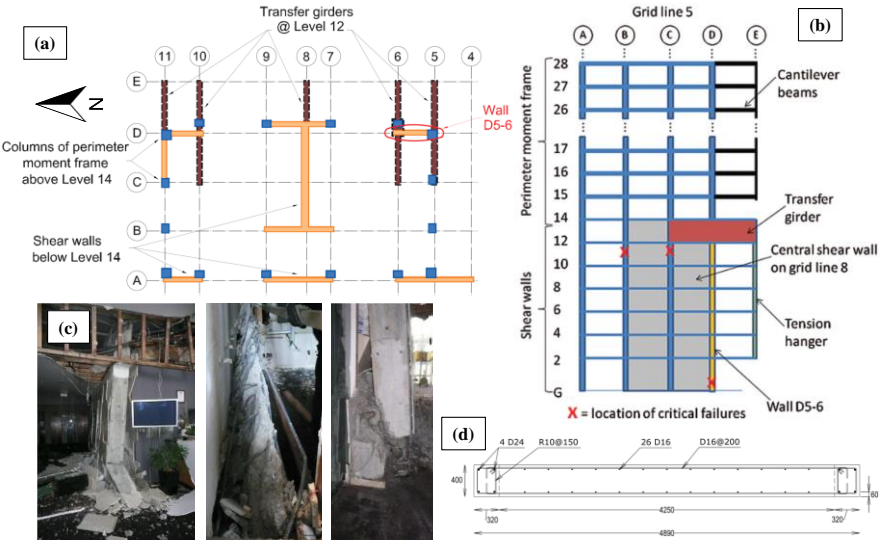 (a)
Transfer girders
@ Level 12
11
10
9
8
7
6
5
4
E
N
Wall
D5-6
D
Columns of perimeter
moment frame
above Level 14
C
B
Shear walls
below Level 14
A
Grid line 5
(b)
A
B
C
D
E
28
27
26
Cantilever
beams
Perimeter moment frame
17
16
15
14
Transfer
girder
12
Central shear wall
on grid line 8
10
Shear walls
8
6
4
Tension
hanger
2
G
Wall D5-6
X = location of critical failures
(c)
(d)
4 D24
R10@150
26 D16
D16@200
400
60
320
4250
320
4890